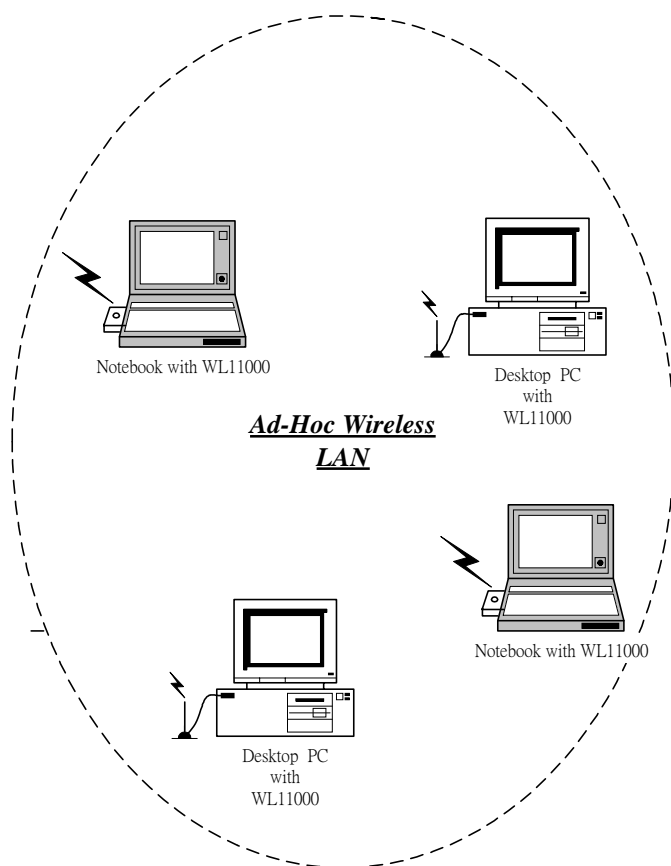 Notebook with WL11000
Desktop PC
with
WL11000
Ad-Hoc Wireless
LAN
Notebook with WL11000
Desktop PC
with
WL11000